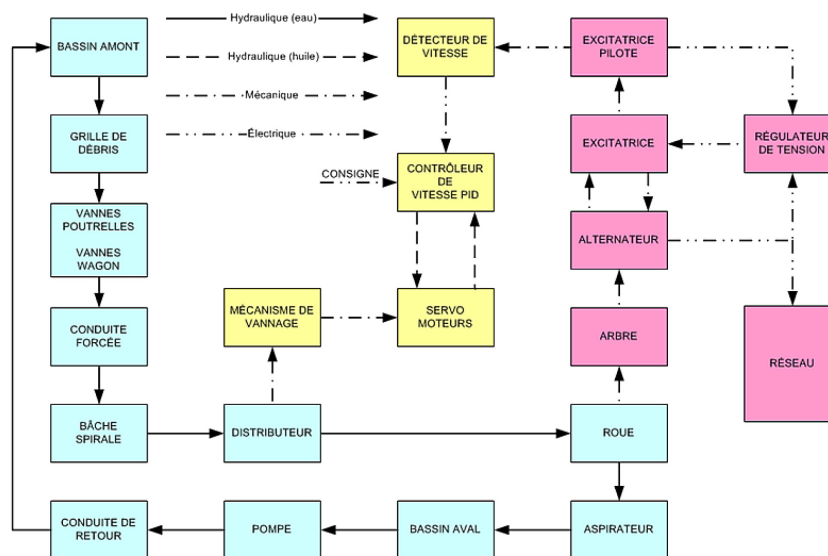 BASSIN AMONT
Hydraulique (eau)
Hydraulique (huile)
Mécanique
Électrique
DÉTECTEUR DE
VITESSE
EXCITATRICE
PILOTE
GRILLE DE
DÉBRIS
EXCITATRICE
RÉGULATEUR
DE TENSION
CONSIGNE
CONTRÔLEUR
DE
VITESSE PID
VANNES
POUTRELLES
VANNES
WAGON
ALTERNATEUR
CONDUITE
FORCÉE
MÉCANISME DE
VANNAGE
SERVO
MOTEURS
ARBRE
RÉSEAU
BÂCHE
SPIRALE
DISTRIBUTEUR
ROUE
CONDUITE DE
RETOUR
POMPE
BASSIN AVAL
ASPIRATEUR